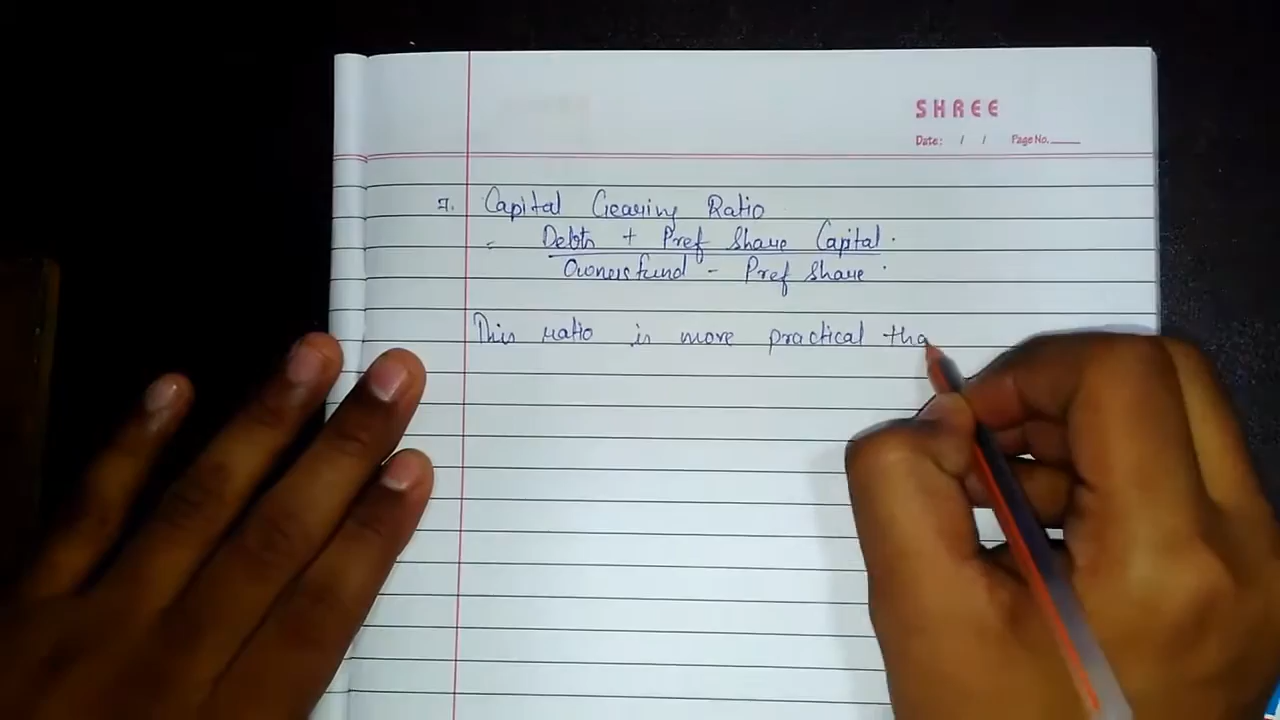 SHREE
Date: / / Page No.
7. Capital Gearing Ratio
= Debts + Pref Share Capital.
Owners fund - Pref Share.
This ratio is more practical tha